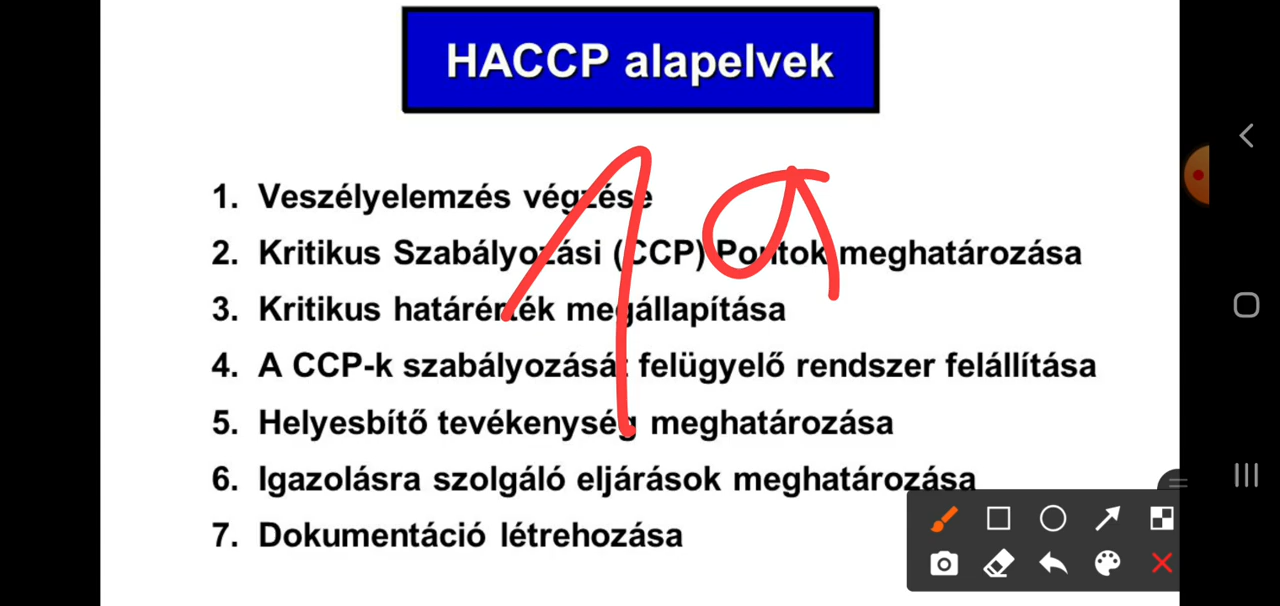 HACCP alapelvek
1a
1. Veszélyelemzés végzése
2. Kritikus Szabályozási (CCP) Pontok meghatározása
3. Kritikus határérték megállapítása
4. A CCP-k szabályozását felügyelő rendszer felállítása
5. Helyesbítő tevékenység meghatározása
6. Igazolásra szolgáló eljárások meghatározása
7. Dokumentáció létrehozása